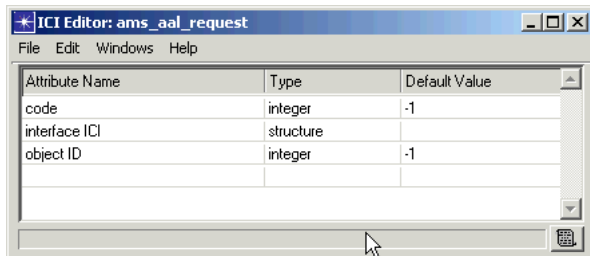 ICI Editor: ams_aal_request
File Edit Windows Help
Attribute Name Type Default Value
code integer -1
interface ICI structure
object ID integer -1